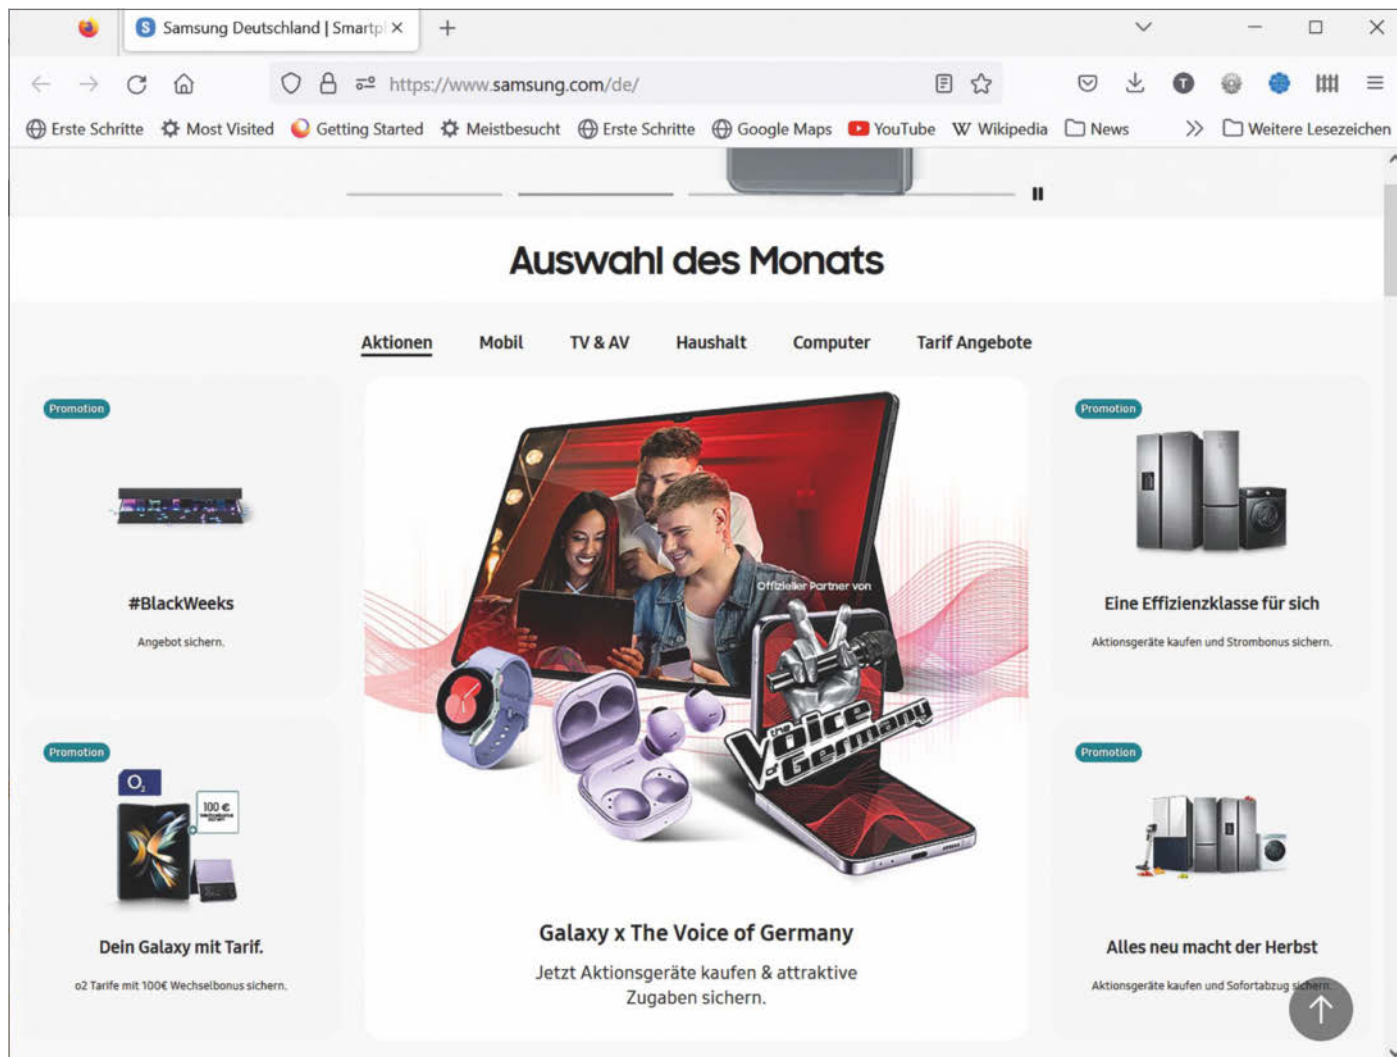 Samsung Deutschland | Smartpl
https://www.samsung.com/de/
Erste Schritte Most Visited Getting Started Meistbesucht Erste Schritte Google Maps YouTube Wikipedia News Weitere Lesezeichen
Auswahl des Monats
Aktionen Mobil TV & AV Haushalt Computer Tarif Angebote
Promotion
#BlackWeeks
Angebot sichern.
Promotion
O2
100 €
Wechselbonus
sichern
Dein Galaxy mit Tarif.
o2 Tarife mit 100€ Wechselbonus sichern.
Offizieller Partner von
the
Voice
of Germany
Galaxy x The Voice of Germany
Jetzt Aktionsgeräte kaufen & attraktive
Zugaben sichern.
Promotion
Eine Effizienzklasse für sich
Aktionsgeräte kaufen und Strombonus sichern.
Promotion
Alles neu macht der Herbst
Aktionsgeräte kaufen und Sofortabzug sichern.